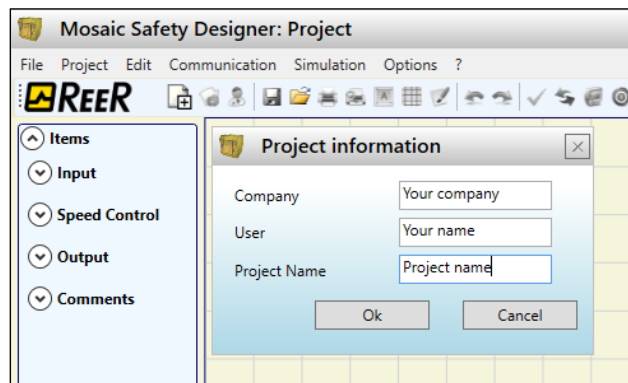 Mosaic Safety Designer: Project
File Project Edit Communication Simulation Options ?
REER
Items
Input
Speed Control
Output
Comments
Project information
Company Your company
User Your name
Project Name Project name
Ok Cancel